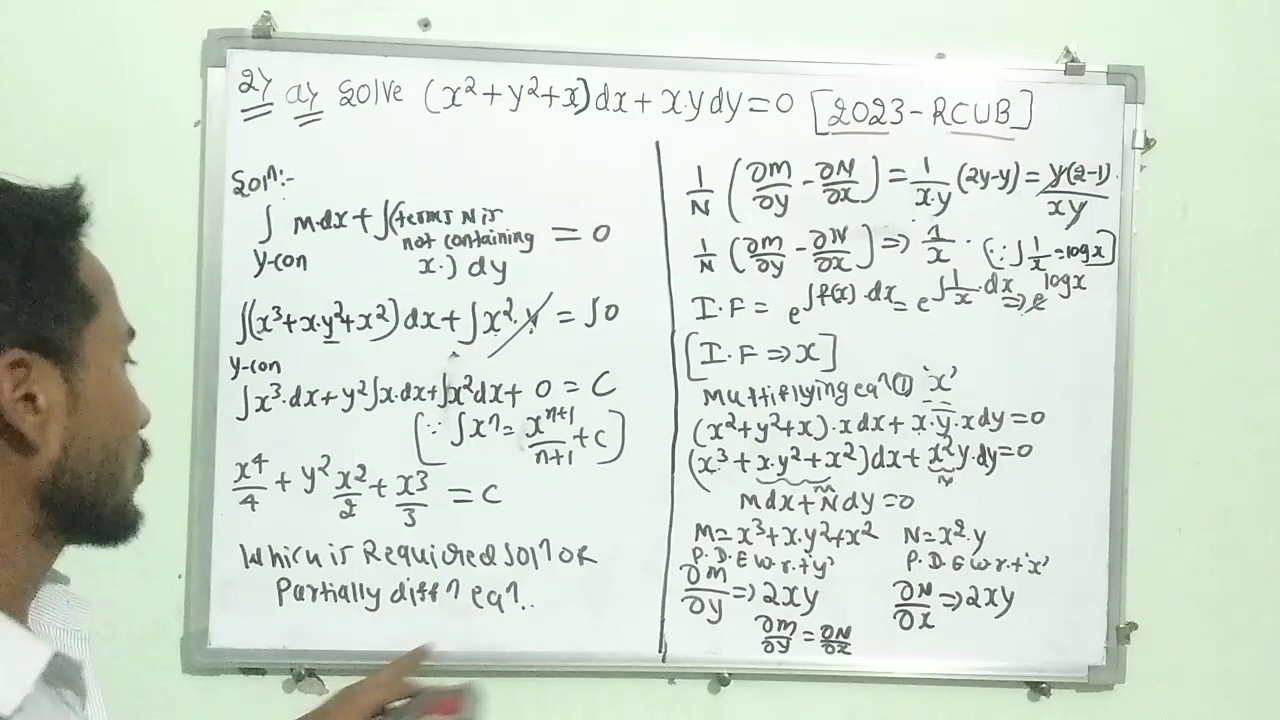 2) a) Solve (x²+y²+x)dx + x.y dy = 0 [2023-RCUB]
Solⁿ:-
∫ m.dx + ∫(terms N is
not containing = 0
y-con x.) dy
∫(x³+x.y²+x²)dx + ∫x².y = ∫0
y-con
∫x³.dx + y²∫x.dx + ∫x²dx + 0 = C
(∵ ∫xⁿ = xⁿ⁺¹/n+1 + c)
x⁴/4 + y² x²/2 + x³/3 = c
Which is Required solⁿ or
Partially diffⁿ eqⁿ..
1/N (∂m/∂y - ∂N/∂x) = 1/x.y (2y-y) = y(2-1)/xy
1/N (∂m/∂y - ∂N/∂x) => 1/x . (∵ ∫1/x = log x]
I.F = e^∫f(x).dx = e^∫1/x.dx => e^log x
[I.F => x]
Multiflying eqⁿ ① 'x'
(x²+y²+x).x dx + x.y.x dy = 0
(x³+x.y²+x²)dx + x²y.dy = 0
m N
Mdx + Ndy = 0
M = x³+x.y²+x² N = x².y
P.D.E w.r.t 'y' P.D.E w.r.t 'x'
∂m/∂y => 2xy ∂N/∂x => 2xy
∂m/∂y = ∂N/∂x